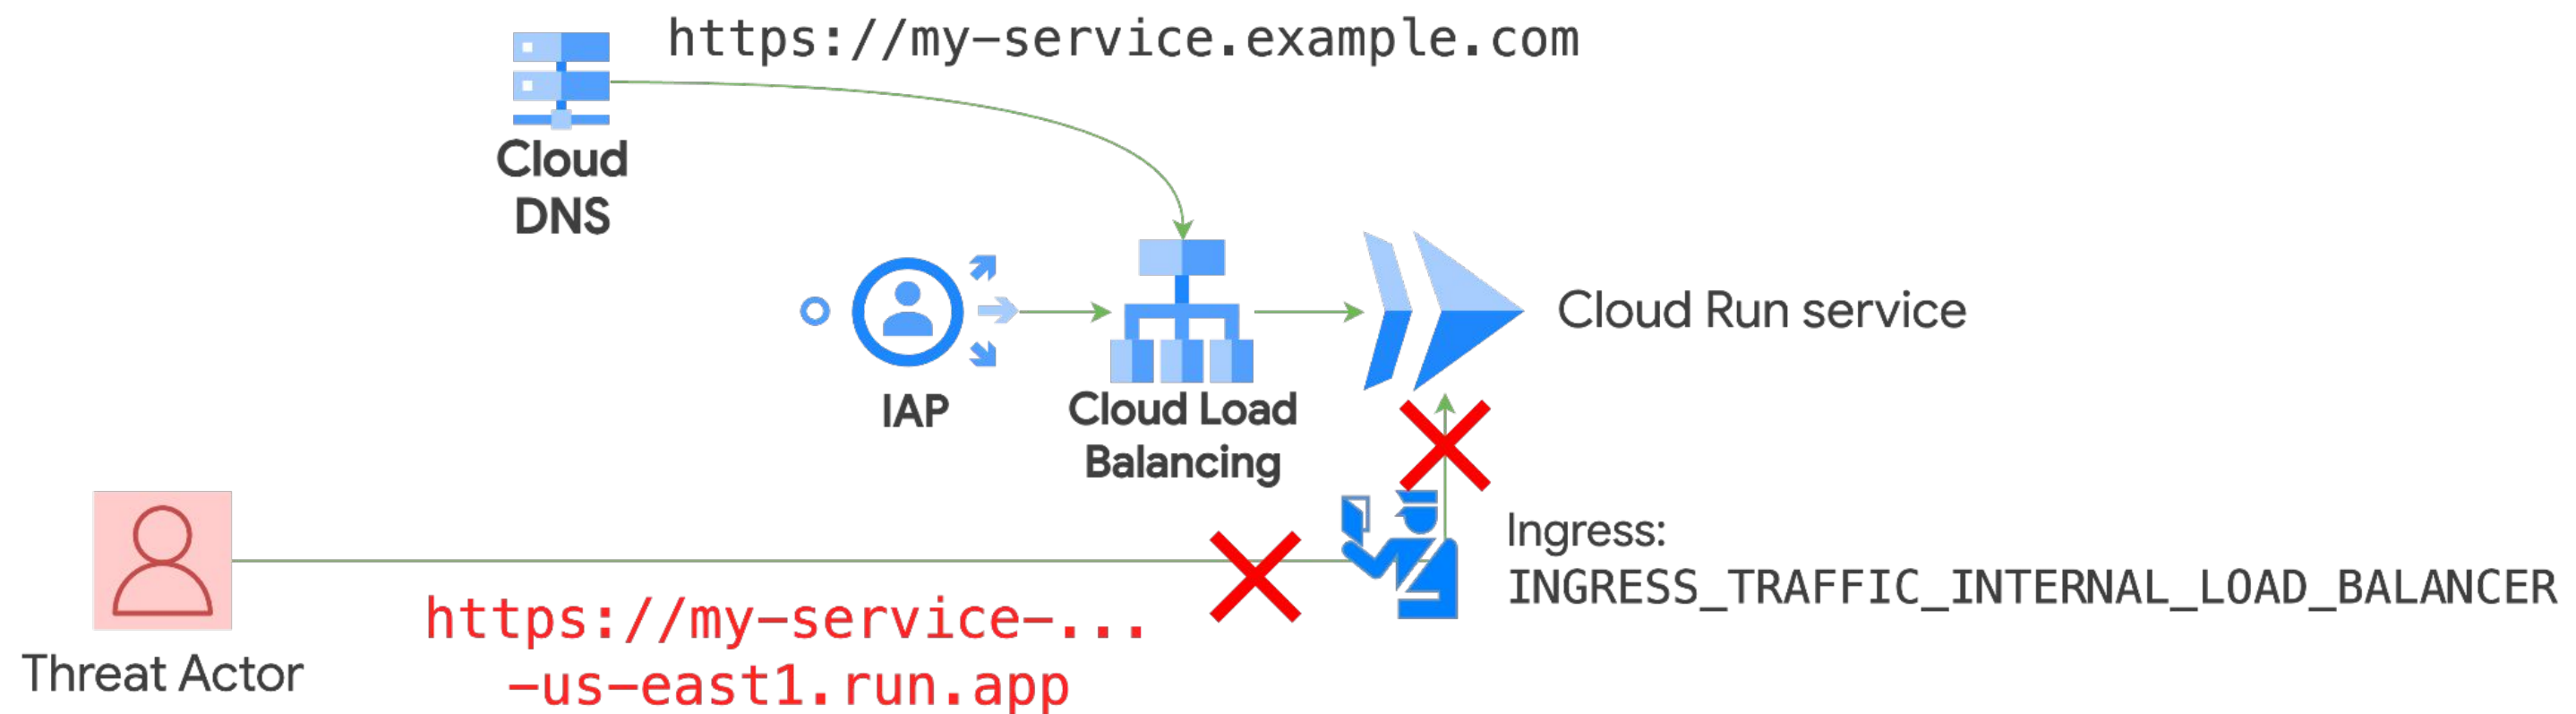 https://my-service.example.com
Cloud
DNS
IAP
Cloud Load
Balancing
Cloud Run service
Threat Actor
https://my-service-...
-us-east1.run.app
Ingress:
INGRESS_TRAFFIC_INTERNAL_LOAD_BALANCER